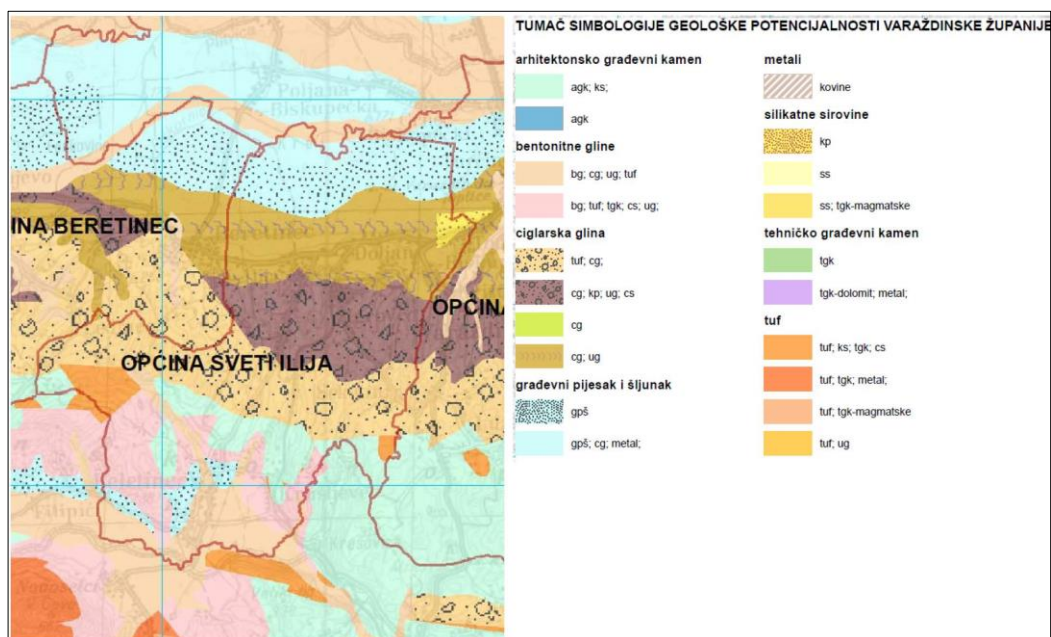 Poljana
Biskupečka
INA BERETINEC
OPĆINA
OPĆINA SVETI ILIJA
Filipići
TUMAČ SIMBOLOGIJE GEOLOŠKE POTENCIJALNOSTI VARAŽDINSKE ŽUPANIJE
arhitektonsko građevni kamen
agk; ks;
agk
bentonitne gline
bg; cg; ug; tuf
bg; tuf; tgk; cs; ug;
ciglarska glina
tuf; cg;
cg; kp; ug; cs
cg
cg; ug
građevni pijesak i šljunak
gpš
gpš; cg; metal;
metali
kovine
silikatne sirovine
kp
ss
ss; tgk-magmatske
tehničko građevni kamen
tgk
tgk-dolomit; metal;
tuf
tuf; ks; tgk; cs
tuf; tgk; metal;
tuf; tgk-magmatske
tuf; ug